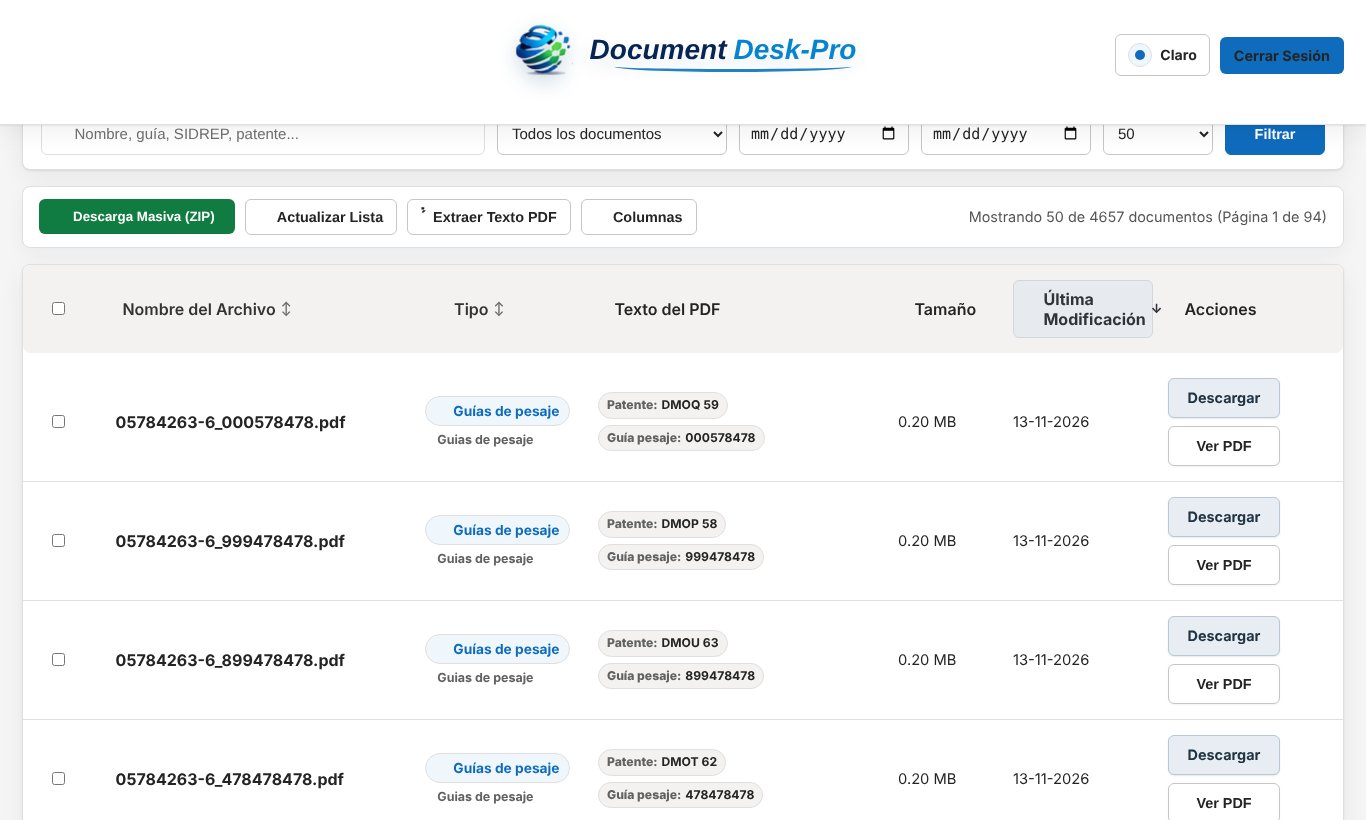 Document Desk-Pro
Claro
Cerrar Sesión
Nombre, guía, SIDREP, patente...
Todos los documentos
mm/dd/yyyy
mm/dd/yyyy
50
Filtrar
Descarga Masiva (ZIP)
Actualizar Lista
Extraer Texto PDF
Columnas
Mostrando 50 de 4657 documentos (Página 1 de 94)
Nombre del Archivo
Tipo
Texto del PDF
Tamaño
Última
Modificación
Acciones
05784263-6_000578478.pdf
Guías de pesaje
Guias de pesaje
Patente: DMOQ 59
Guía pesaje: 000578478
0.20 MB
13-11-2026
Descargar
Ver PDF
05784263-6_999478478.pdf
Guías de pesaje
Guias de pesaje
Patente: DMOP 58
Guía pesaje: 999478478
0.20 MB
13-11-2026
Descargar
Ver PDF
05784263-6_899478478.pdf
Guías de pesaje
Guias de pesaje
Patente: DMOU 63
Guía pesaje: 899478478
0.20 MB
13-11-2026
Descargar
Ver PDF
05784263-6_478478478.pdf
Guías de pesaje
Guias de pesaje
Patente: DMOT 62
Guía pesaje: 478478478
0.20 MB
13-11-2026
Descargar
Ver PDF